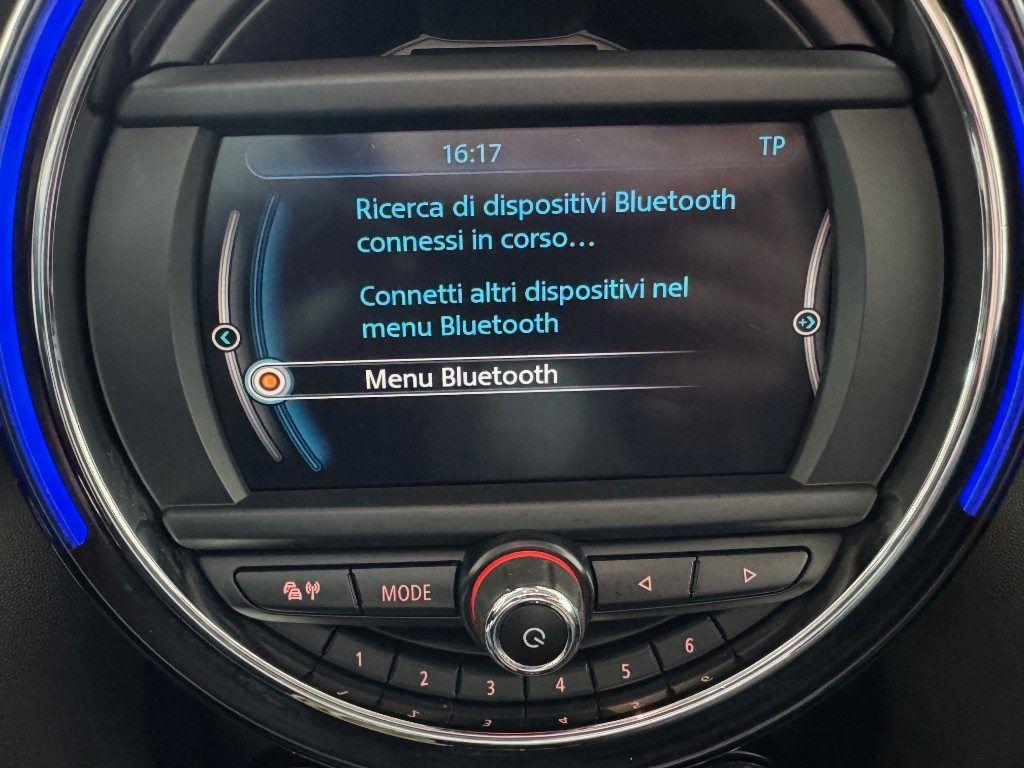 16:17 TP
Ricerca di dispositivi Bluetooth
connessi in corso...
Connetti altri dispositivi nel
menu Bluetooth
Menu Bluetooth
MODE
1 2 3 4 5 6